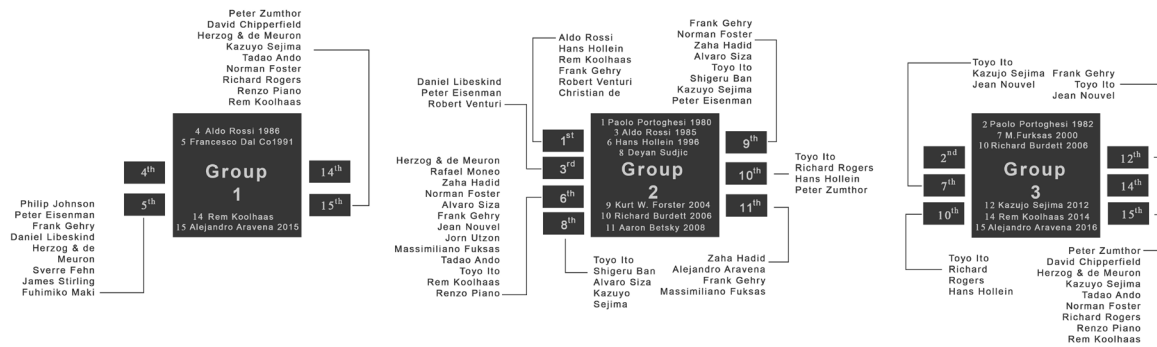 Peter Zumthor
David Chipperfield
Herzog & de Meuron
Kazuyo Sejima
Tadao Ando
Norman Foster
Richard Rogers
Renzo Piano
Rem Koolhaas
4 Aldo Rossi 1986
5 Francesco Dal Co1991
Group
1
14 Rem Koolhaas
15 Alejandro Aravena 2015
4th
5th
14th
15th
Philip Johnson
Peter Eisenman
Frank Gehry
Daniel Libeskind
Herzog & de
Meuron
Sverre Fehn
James Stirling
Fuhimiko Maki
Aldo Rossi
Hans Hollein
Rem Koolhaas
Frank Gehry
Robert Venturi
Christian de
Daniel Libeskind
Peter Eisenman
Robert Venturi
Herzog & de Meuron
Rafael Moneo
Zaha Hadid
Norman Foster
Alvaro Siza
Frank Gehry
Jean Nouvel
Jorn Utzon
Massimiliano Fuksas
Tadao Ando
Toyo Ito
Rem Koolhaas
Renzo Piano
1st
3rd
6th
8th
1 Paolo Portoghesi 1980
3 Aldo Rossi 1985
6 Hans Hollein 1996
8 Deyan Sudjic
Group
2
9 Kurt W. Forster 2004
10 Richard Burdett 2006
11 Aaron Betsky 2008
9th
10th
11th
Frank Gehry
Norman Foster
Zaha Hadid
Alvaro Siza
Toyo Ito
Shigeru Ban
Kazuyo Sejima
Peter Eisenman
Toyo Ito
Richard Rogers
Hans Hollein
Peter Zumthor
Toyo Ito
Shigeru Ban
Alvaro Siza
Kazuyo
Sejima
Zaha Hadid
Alejandro Aravena
Frank Gehry
Massimiliano Fuksas
Toyo Ito
Kazujo Sejima
Jean Nouvel
Frank Gehry
Toyo Ito
Jean Nouvel
2nd
7th
10th
2 Paolo Portoghesi 1982
7 M.Furksas 2000
10 Richard Burdett 2006
Group
3
12 Kazujo Sejima 2012
14 Rem Koolhaas 2014
15 Alejandro Aravena 2016
12th
14th
15th
Toyo Ito
Richard
Rogers
Hans Hollein
Peter Zumthor
David Chipperfield
Herzog & de Meuron
Kazuyo Sejima
Tadao Ando
Norman Foster
Richard Rogers
Renzo Piano
Rem Koolhaas